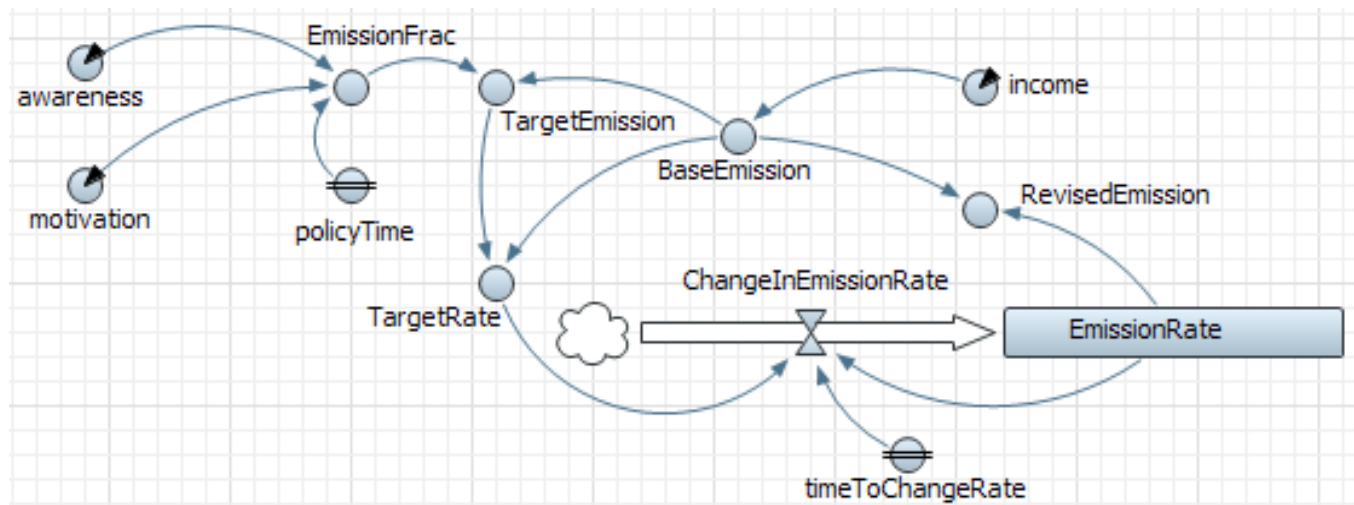 EmissionFrac
awareness
income
TargetEmission
BaseEmission
RevisedEmission
motivation
policyTime
ChangeInEmissionRate
TargetRate
EmissionRate
timeToChangeRate